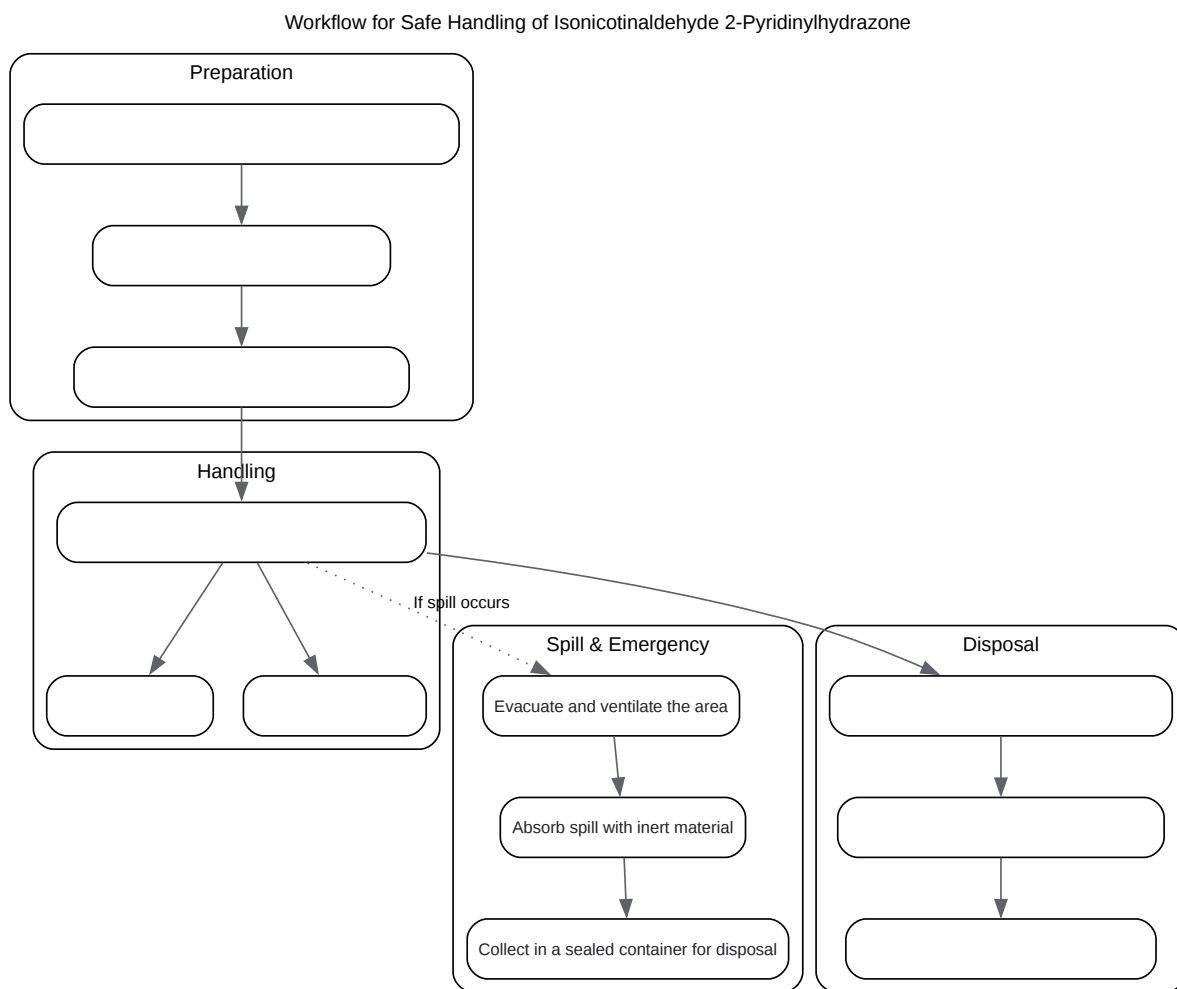 Workflow for Safe Handling of Isonicotinaldehyde 2-Pyridinylhydrazone
Preparation
Handling
If spill occurs
Spill & Emergency
Evacuate and ventilate the area
Absorb spill with inert material
Collect in a sealed container for disposal
Disposal